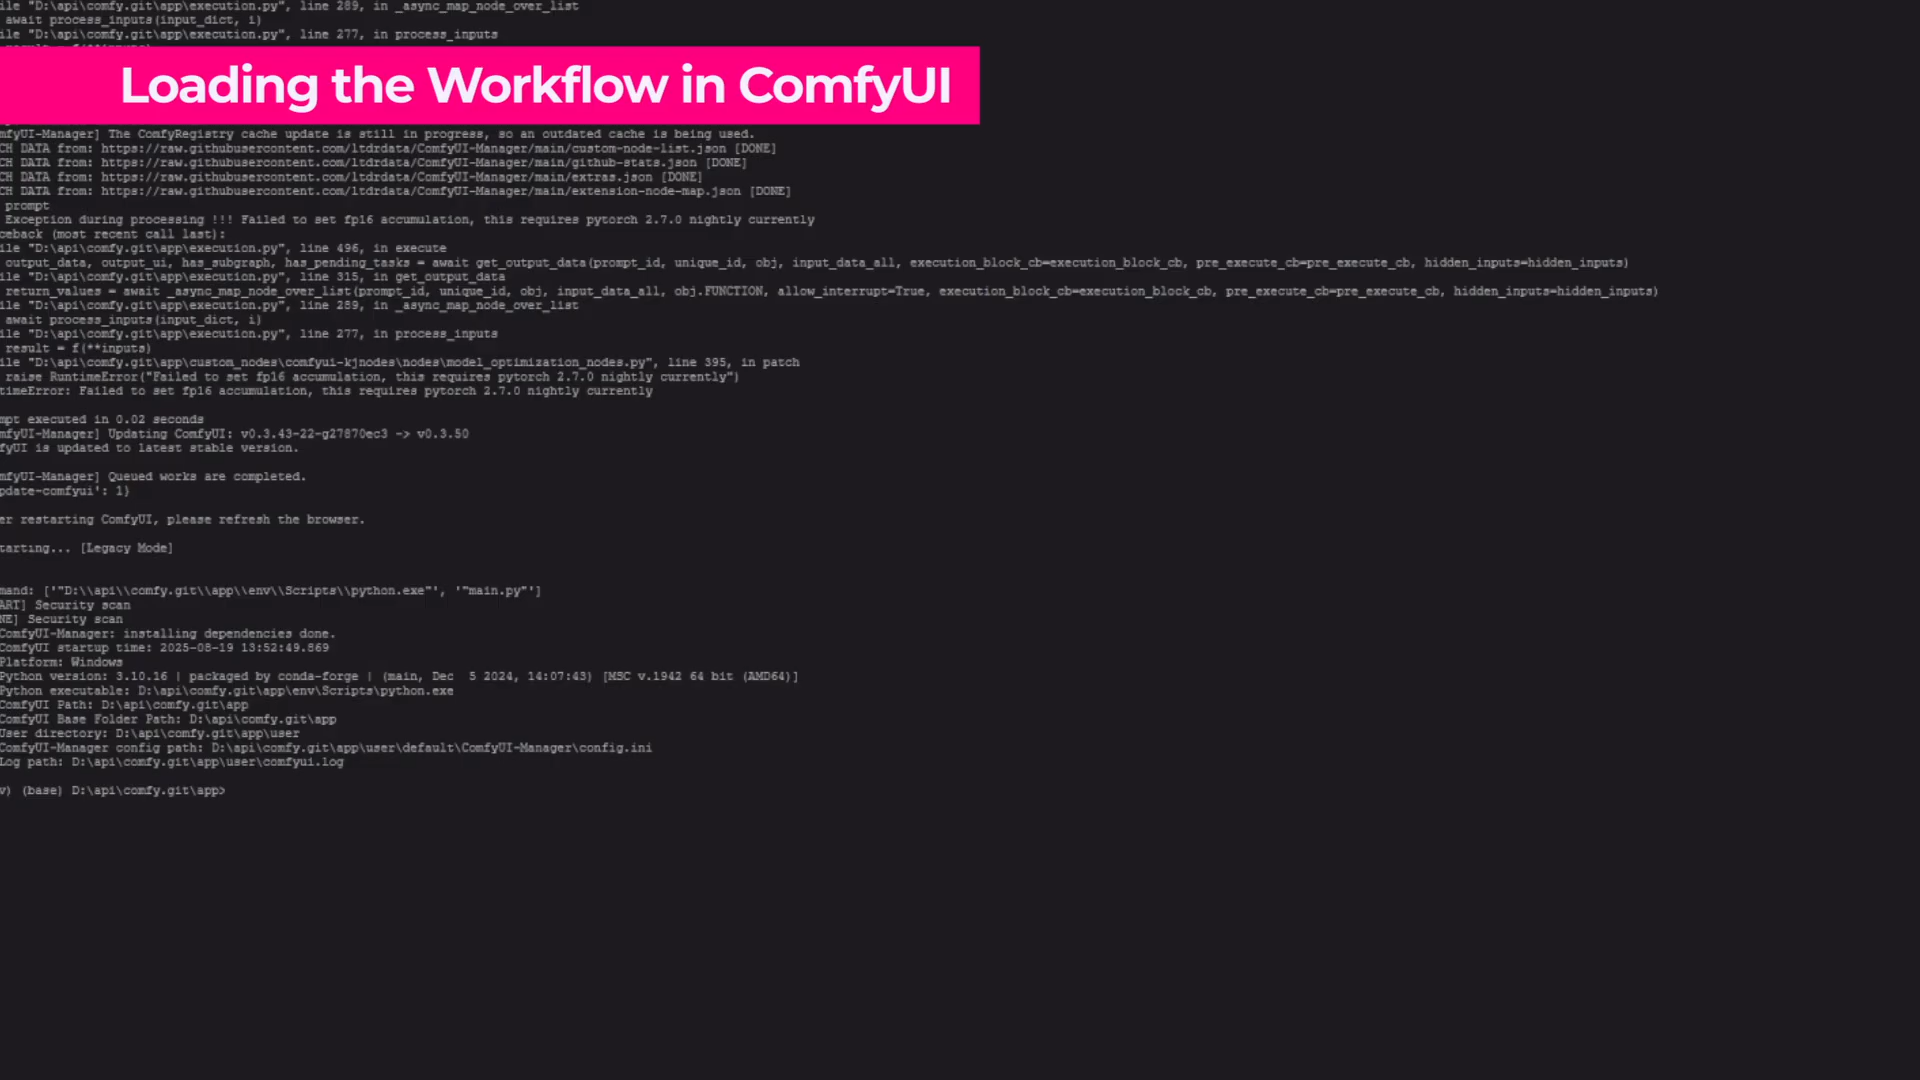 ile "D:\api\comfy.git\app\execution.py", line 289, in _async_map_node_over_list
await process_inputs(input_dict, i)
ile "D:\api\comfy.git\app\execution.py", line 277, in process_inputs
Loading the Workflow in ComfyUI
mfyUI-Manager] The ComfyRegistry cache update is still in progress, so an outdated cache is being used.
CH DATA from: https://raw.githubusercontent.com/ltdrdata/ComfyUI-Manager/main/custom-node-list.json [DONE]
CH DATA from: https://raw.githubusercontent.com/ltdrdata/ComfyUI-Manager/main/github-stats.json [DONE]
CH DATA from: https://raw.githubusercontent.com/ltdrdata/ComfyUI-Manager/main/extras.json [DONE]
CH DATA from: https://raw.githubusercontent.com/ltdrdata/ComfyUI-Manager/main/extension-node-map.json [DONE]
prompt
Exception during processing !!! Failed to set fp16 accumulation, this requires pytorch 2.7.0 nightly currently
ceback (most recent call last):
ile "D:\api\comfy.git\app\execution.py", line 496, in execute
output_data, output_ui, has_subgraph, has_pending_tasks = await get_output_data(prompt_id, unique_id, obj, input_data_all, execution_block_cb=execution_block_cb, pre_execute_cb=pre_execute_cb, hidden_inputs=hidden_inputs)
ile "D:\api\comfy.git\app\execution.py", line 315, in get_output_data
return_values = await _async_map_node_over_list(prompt_id, unique_id, obj, input_data_all, obj.FUNCTION, allow_interrupt=True, execution_block_cb=execution_block_cb, pre_execute_cb=pre_execute_cb, hidden_inputs=hidden_inputs)
ile "D:\api\comfy.git\app\execution.py", line 289, in _async_map_node_over_list
await process_inputs(input_dict, i)
ile "D:\api\comfy.git\app\execution.py", line 277, in process_inputs
result = f(**inputs)
ile "D:\api\comfy.git\app\custom_nodes\comfyui-kjnodes\nodes\model_optimization_nodes.py", line 395, in patch
raise RuntimeError("Failed to set fp16 accumulation, this requires pytorch 2.7.0 nightly currently")
timeError: Failed to set fp16 accumulation, this requires pytorch 2.7.0 nightly currently
mpt executed in 0.02 seconds
mfyUI-Manager] Updating ComfyUI: v0.3.43-22-g27870ec3 -> v0.3.50
fyUI is updated to latest stable version.
mfyUI-Manager] Queued works are completed.
pdate-comfyui': 1}
er restarting ComfyUI, please refresh the browser.
tarting... [Legacy Mode]
mand: ['"D:\\api\\comfy.git\\app\\env\\Scripts\\python.exe"', '"main.py"']
ART] Security scan
NE] Security scan
ComfyUI-Manager: installing dependencies done.
ComfyUI startup time: 2025-08-19 13:52:49.869
Platform: Windows
Python version: 3.10.16 | packaged by conda-forge | (main, Dec  5 2024, 14:07:43) [MSC v.1942 64 bit (AMD64)]
Python executable: D:\api\comfy.git\app\env\Scripts\python.exe
ComfyUI Path: D:\api\comfy.git\app
ComfyUI Base Folder Path: D:\api\comfy.git\app
User directory: D:\api\comfy.git\app\user
ComfyUI-Manager config path: D:\api\comfy.git\app\user\default\ComfyUI-Manager\config.ini
Log path: D:\api\comfy.git\app\user\comfyui.log
v) (base) D:\api\comfy.git\app>